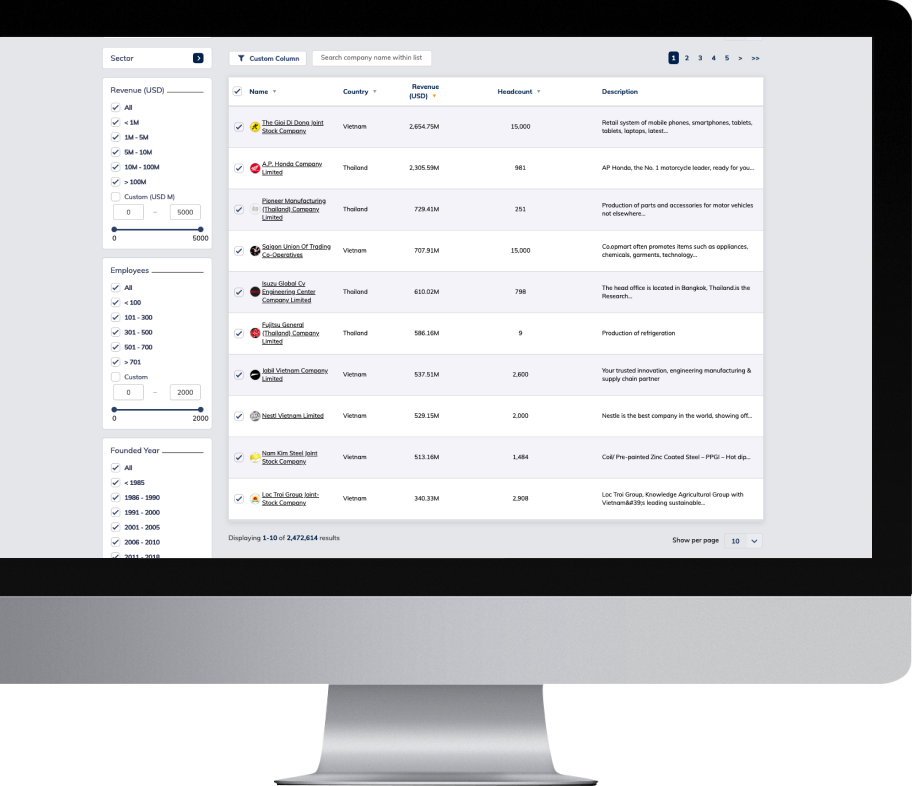 Sector
Revenue (USD)
All
< 1M
1M - 5M
5M - 10M
10M - 100M
> 100M
Custom (USD M)
0 – 5000
0 5000
Employees
All
< 100
101 - 300
301 - 500
501 - 700
> 701
Custom
0 – 2000
0 2000
Founded Year
All
< 1985
1986 - 1990
1991 - 2000
2001 - 2005
2006 - 2010
2011 - 2018
Custom Column
Search company name within list
1 2 3 4 5 > >>
Name Country Revenue
(USD) Headcount Description
The Gioi Di Dong Joint
Stock Company
Vietnam
2,654.75M
15,000
Retail system of mobile phones, smartphones, tablets,
tablets, laptops, latest...
A.P. Honda Company
Limited
Thailand
2,305.59M
981
AP Honda, the No. 1 motorcycle leader, ready for you...
Pioneer Manufacturing
(Thailand) Company
Limited
Thailand
729.41M
251
Production of parts and accessories for motor vehicles
not elsewhere...
Saigon Union Of Trading
Co-Operatives
Vietnam
707.91M
15,000
Co.opmart often promotes items such as appliances,
chemicals, garments, technology...
Isuzu Global Cv
Engineering Center
Company Limited
Thailand
610.02M
798
The head office is located in Bangkok, Thailand.is the
Research...
Fujitsu General
(Thailand) Company
Limited
Thailand
586.16M
9
Production of refrigeration
Jabil Vietnam Company
Limited
Vietnam
537.51M
2,600
Your trusted innovation, engineering manufacturing &
supply chain partner
Nestl Vietnam Limited
Vietnam
529.15M
2,000
Nestle is the best company in the world, showing off...
Nam Kim Steel Joint
Stock Company
Vietnam
513.16M
1,484
Coil/ Pre-painted Zinc Coated Steel – PPGI – Hot dip...
Loc Troi Group Joint-
Stock Company
Vietnam
340.33M
2,908
Loc Troi Group, Knowledge Agricultural Group with
Vietnam&#39;s leading sustainable...
Displaying 1-10 of 2,472,614 results
Show per page 10